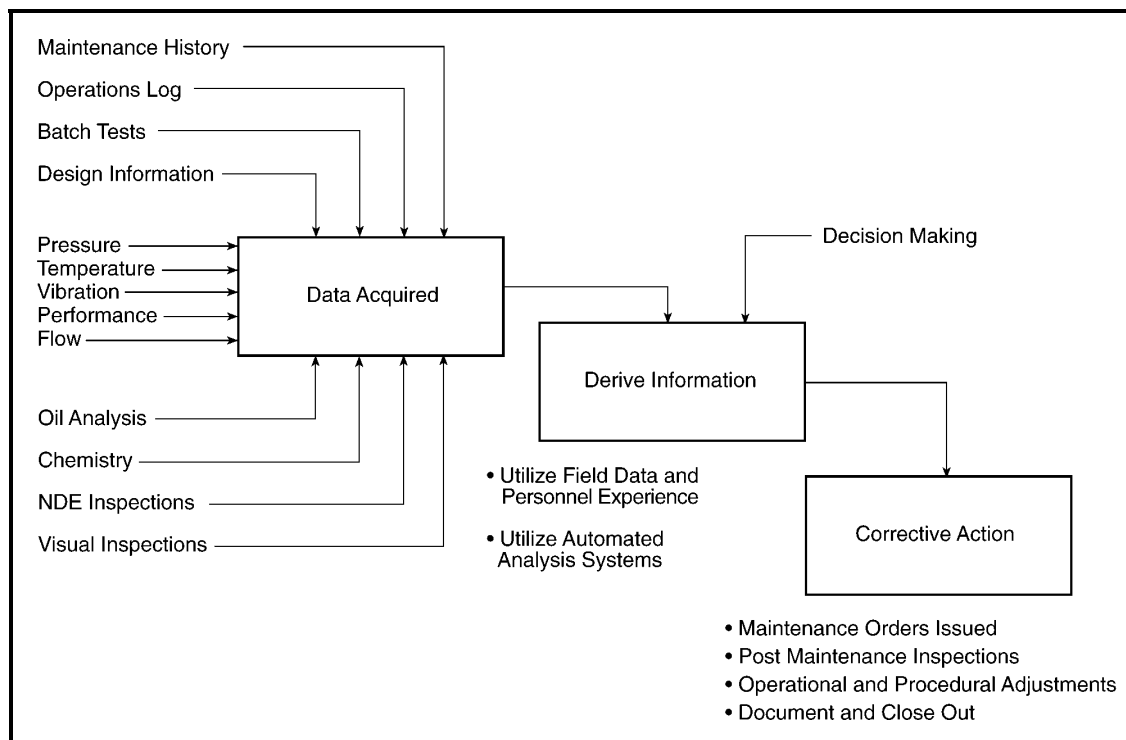 Maintenance History
Operations Log
Batch Tests
Design Information
Pressure
Temperature
Vibration
Performance
Flow
Data Acquired
Decision Making
Derive Information
Oil Analysis
Chemistry
NDE Inspections
Visual Inspections
• Utilize Field Data and
Personnel Experience
• Utilize Automated
Analysis Systems
Corrective Action
• Maintenance Orders Issued
• Post Maintenance Inspections
• Operational and Procedural Adjustments
• Document and Close Out